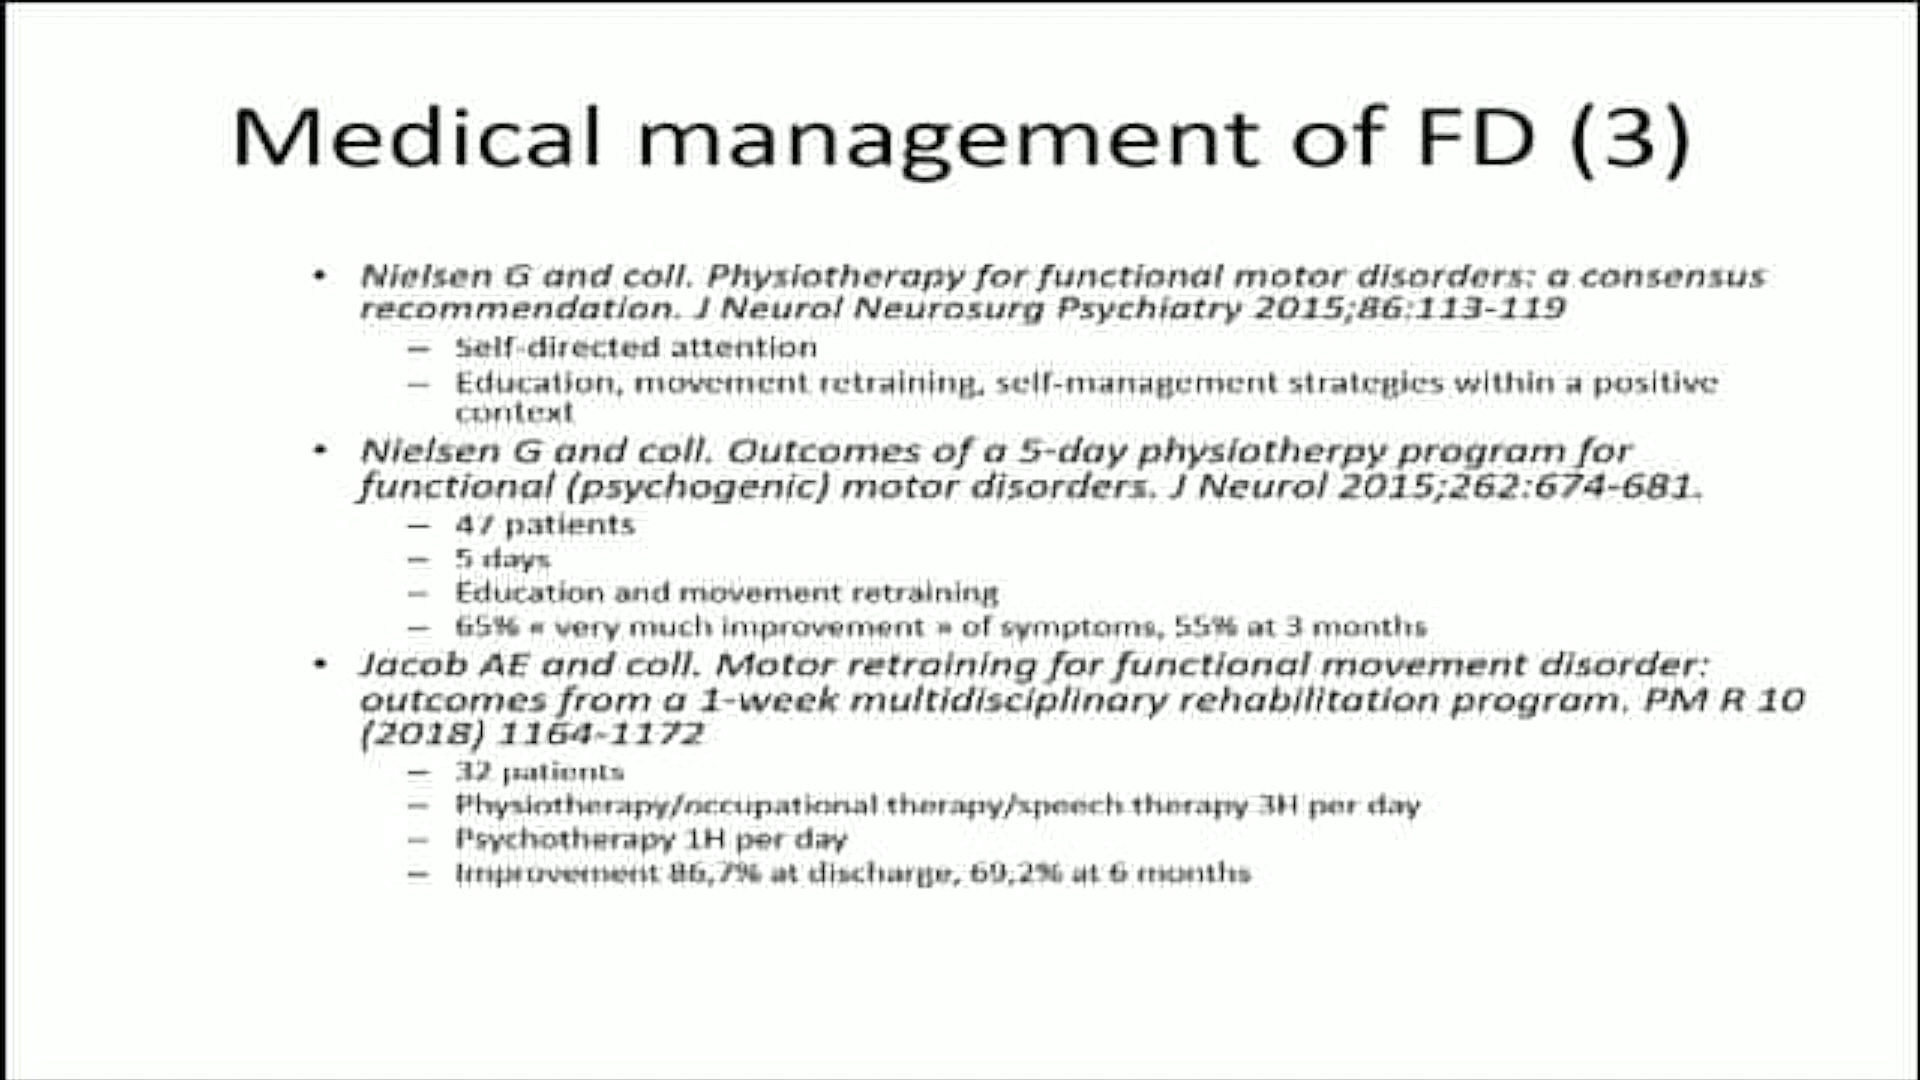 Medical management of FD (3)
• Nielsen G and coll. Physiotherapy for functional motor disorders: a consensus
recommendation. J Neurol Neurosurg Psychiatry 2015;86:113-119
– Self-directed attention
– Education, movement retraining, self-management strategies within a positive
context
• Nielsen G and coll. Outcomes of a 5-day physiotherpy program for
functional (psychogenic) motor disorders. J Neurol 2015;262:674-681.
– 47 patients
– 5 days
– Education and movement retraining
– 65% « very much improvement » of symptoms, 55% at 3 months
• Jacob AE and coll. Motor retraining for functional movement disorder:
outcomes from a 1-week multidisciplinary rehabilitation program. PM R 10
(2018) 1164-1172
– 32 patients
– Physiotherapy/occupational therapy/speech therapy 3H per day
– Psychotherapy 1H per day
– Improvement 86,7% at discharge, 69,2% at 6 months